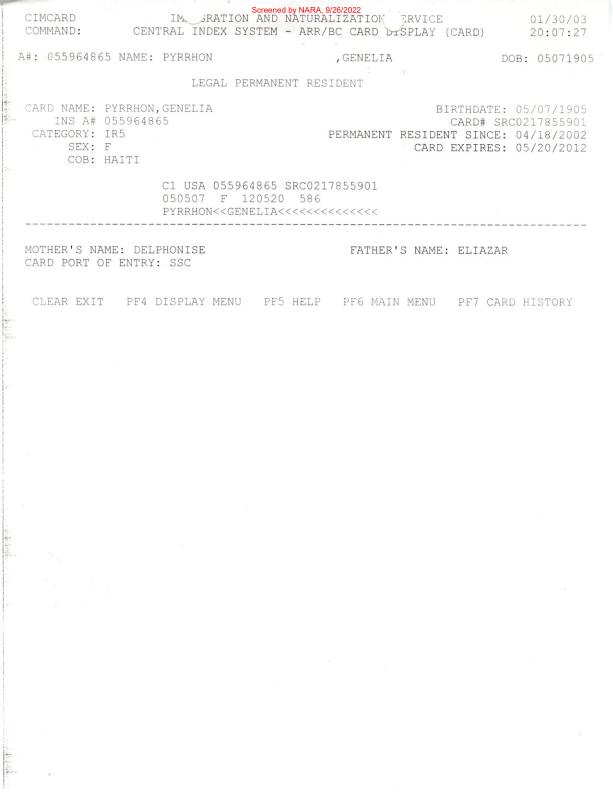 Screened by NARA, 9/26/2022
CIMCARD IM RATION AND NATURALIZATION ERVICE 01/30/03
COMMAND: CENTRAL INDEX SYSTEM - ARR/BC CARD DISPLAY (CARD) 20:07:27
A#: 055964865 NAME: PYRRHON ,GENELIA DOB: 05071905
LEGAL PERMANENT RESIDENT
CARD NAME: PYRRHON,GENELIA BIRTHDATE: 05/07/1905
INS A# 055964865 CARD# SRC0217855901
CATEGORY: IR5 PERMANENT RESIDENT SINCE: 04/18/2002
SEX: F CARD EXPIRES: 05/20/2012
COB: HAITI
C1 USA 055964865 SRC0217855901
050507 F 120520 586
PYRRHON<<GENELIA<<<<<<<<<<<<<<
MOTHER'S NAME: DELPHONISE FATHER'S NAME: ELIAZAR
CARD PORT OF ENTRY: SSC
CLEAR EXIT PF4 DISPLAY MENU PF5 HELP PF6 MAIN MENU PF7 CARD HISTORY